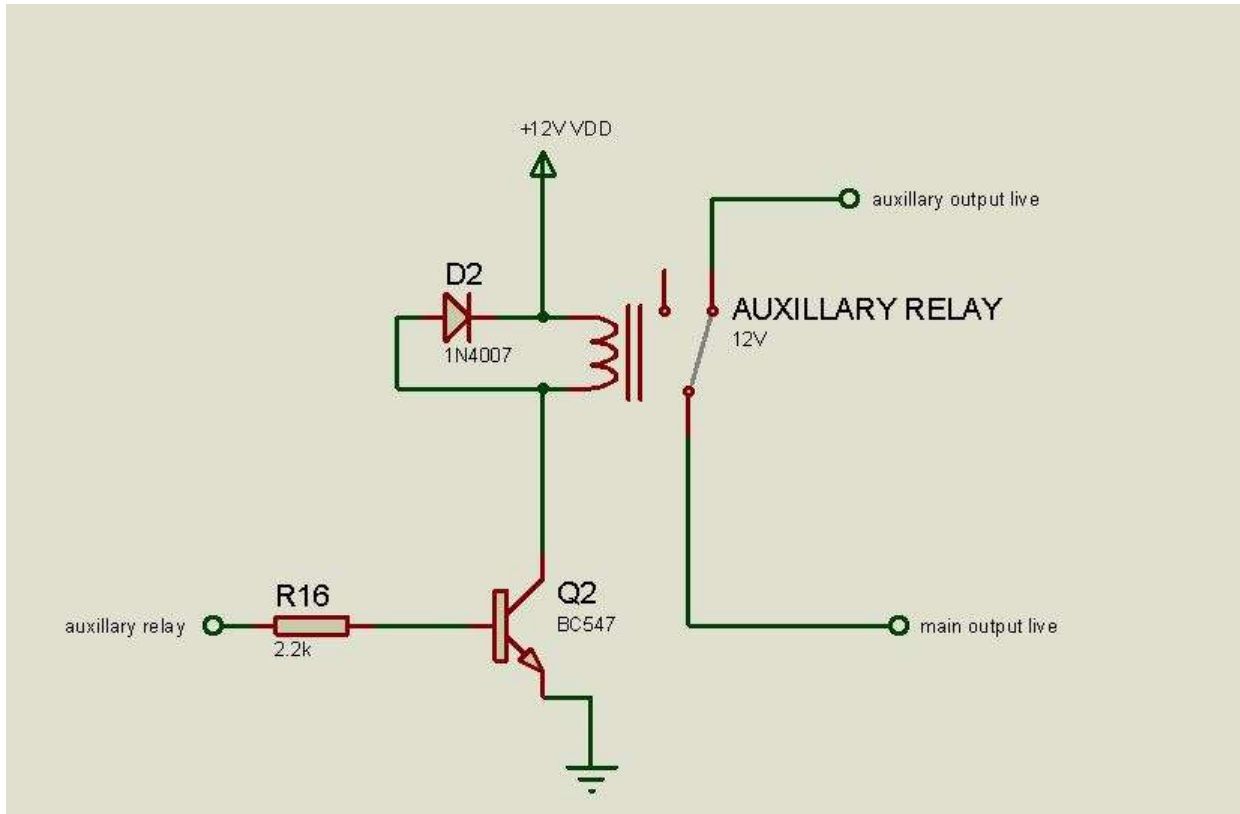 +12V VDD
auxillary output live
D2
1N4007
AUXILLARY RELAY
12V
R16
2.2k
auxillary relay
Q2
BC547
main output live